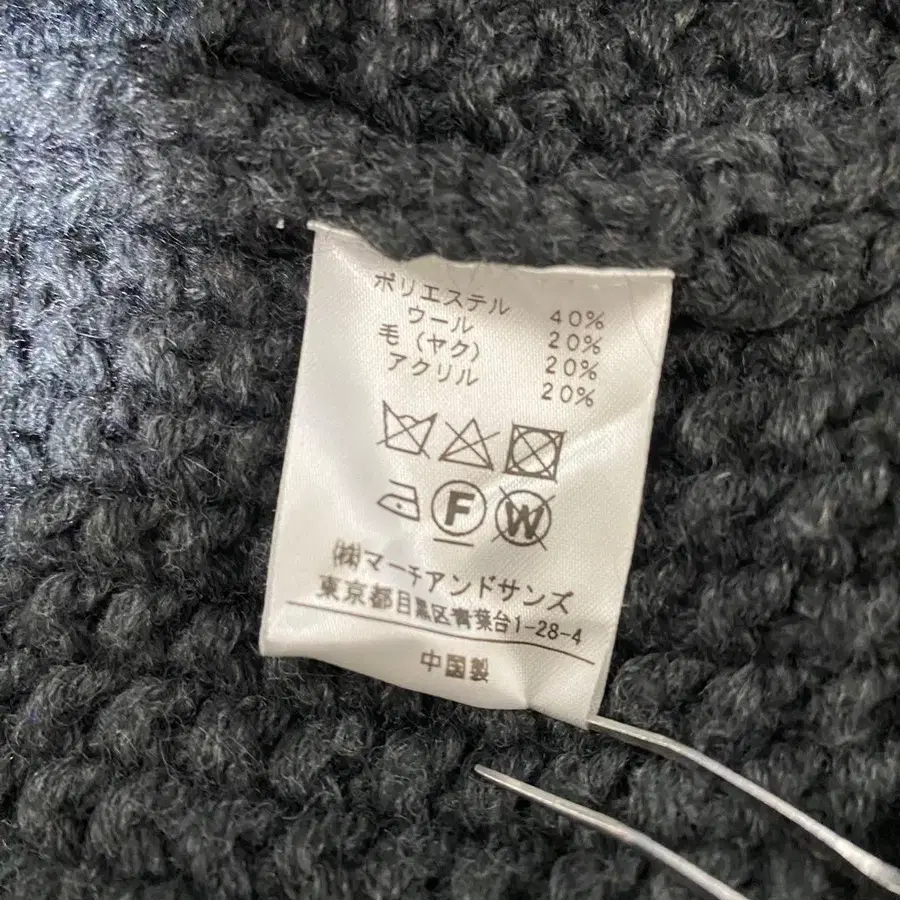 ポリエステル 40%
ウール 20%
毛(ヤク) 20%
アクリル 20%
F W
㈱マーチアンドサンズ
東京都目黒区青葉台1-28-4
中国製